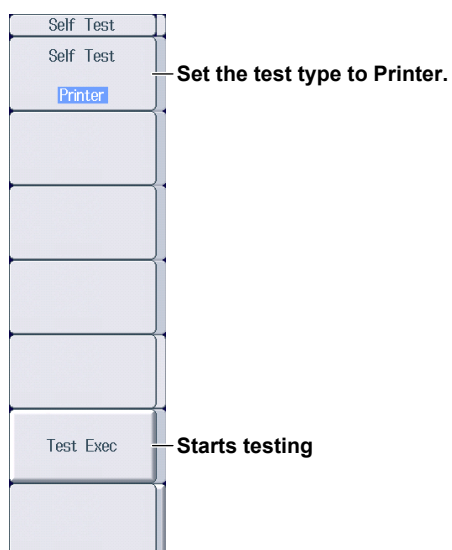 Self Test
Self Test
Printer
Set the test type to Printer.
Test Exec
Starts testing